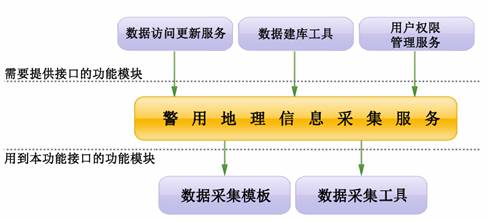 数据访问更新服务
数据建库工具
用户权限
管理服务
需要提供接口的功能模块
警用地理信息采集服务
用到本功能接口的功能模块
数据采集模板
数据采集工具